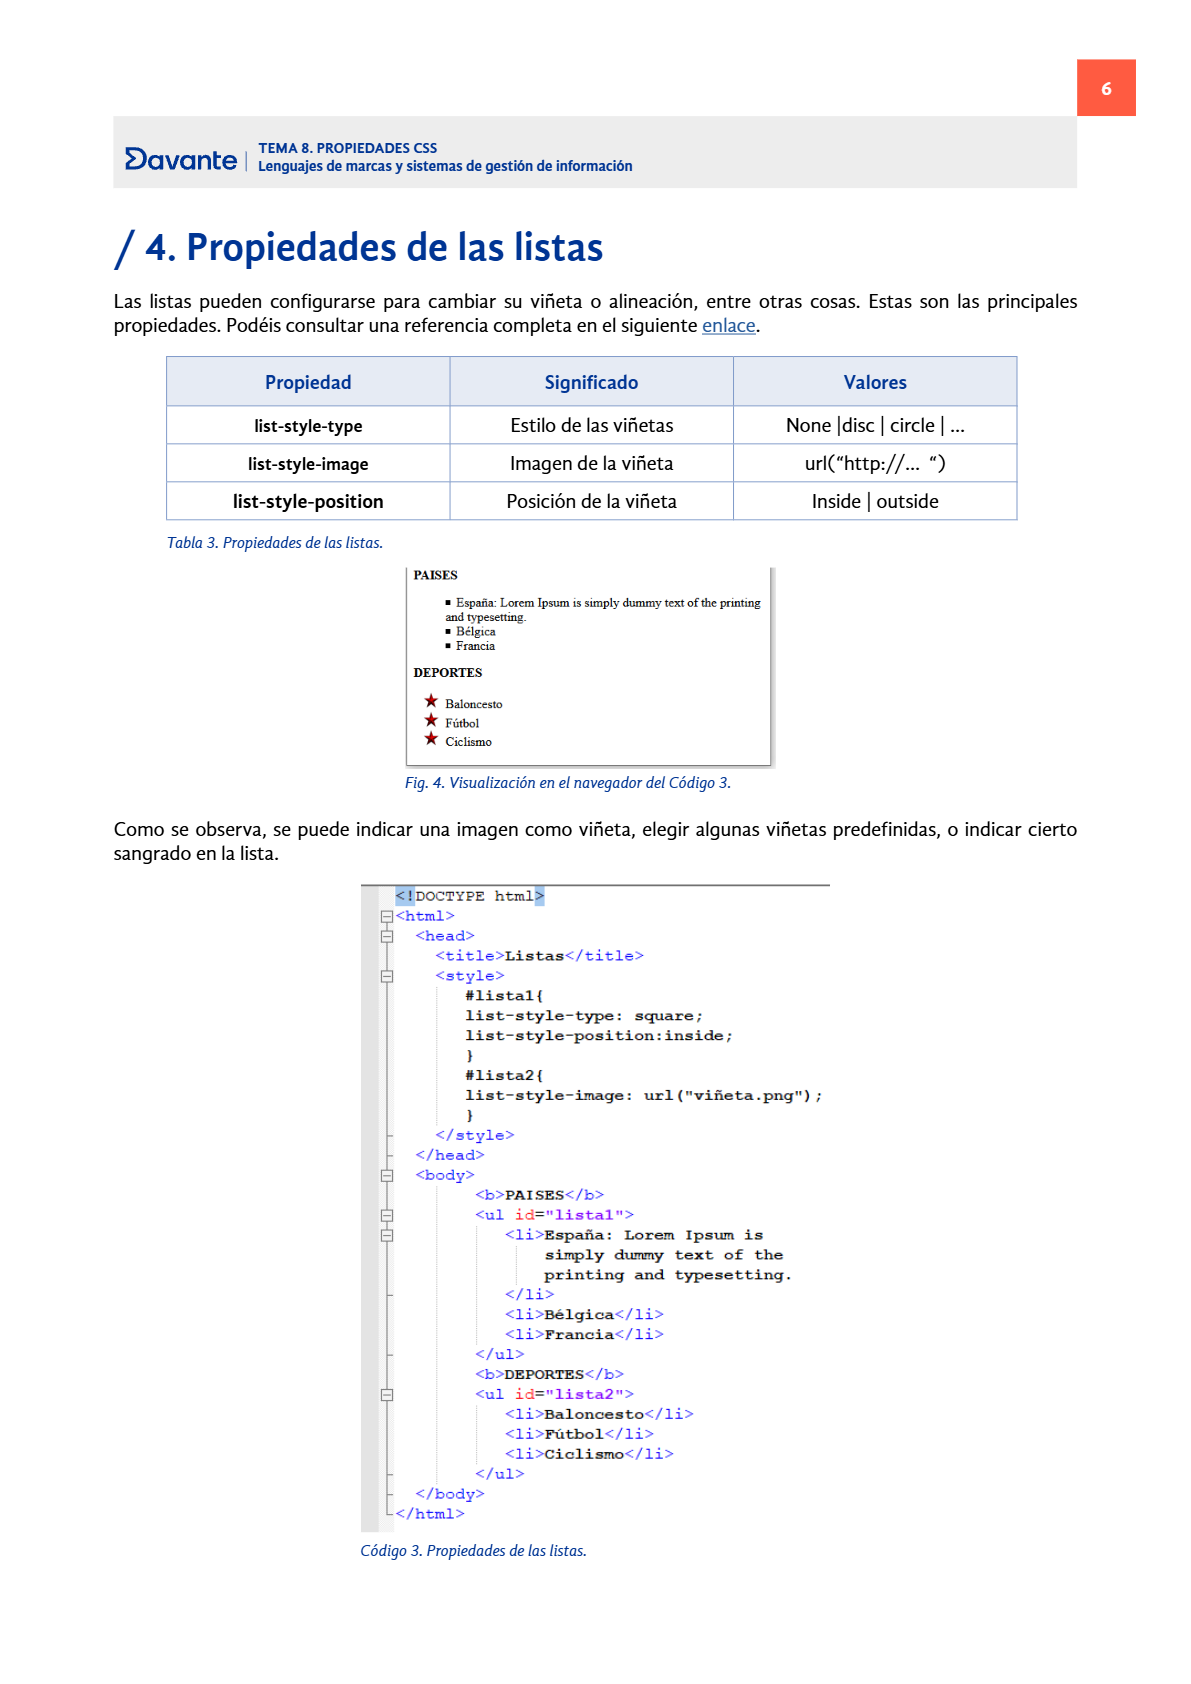 6
Davante
TEMA 8. PROPIEDADES CSS
Lenguajes de marcas y sistemas de gestión de información
/ 4. Propiedades de las listas
Las listas pueden configurarse para cambiar su viñeta o alineación, entre otras cosas. Estas son las principales
propiedades. Podéis consultar una referencia completa en el siguiente enlace.
Propiedad Significado Valores
list-style-type Estilo de las viñetas None |disc | circle | ...
list-style-image Imagen de la viñeta url(“http://... “)
list-style-position Posición de la viñeta Inside | outside
Tabla 3. Propiedades de las listas.
PAISES
España: Lorem Ipsum is simply dummy text of the printing
and typesetting.
Bélgica
Francia
DEPORTES
Baloncesto
Fútbol
Ciclismo
Fig. 4. Visualización en el navegador del Código 3.
Como se observa, se puede indicar una imagen como viñeta, elegir algunas viñetas predefinidas, o indicar cierto
sangrado en la lista.
<!DOCTYPE html>
<html>
<head>
<title>Listas</title>
<style>
#lista1{
list-style-type: square;
list-style-position:inside;
}
#lista2{
list-style-image: url("viñeta.png");
}
</style>
</head>
<body>
<b>PAISES</b>
<ul id="lista1">
<li>España: Lorem Ipsum is
simply dummy text of the
printing and typesetting.
</li>
<li>Bélgica</li>
<li>Francia</li>
</ul>
<b>DEPORTES</b>
<ul id="lista2">
<li>Baloncesto</li>
<li>Fútbol</li>
<li>Ciclismo</li>
</ul>
</body>
</html>
Código 3. Propiedades de las listas.